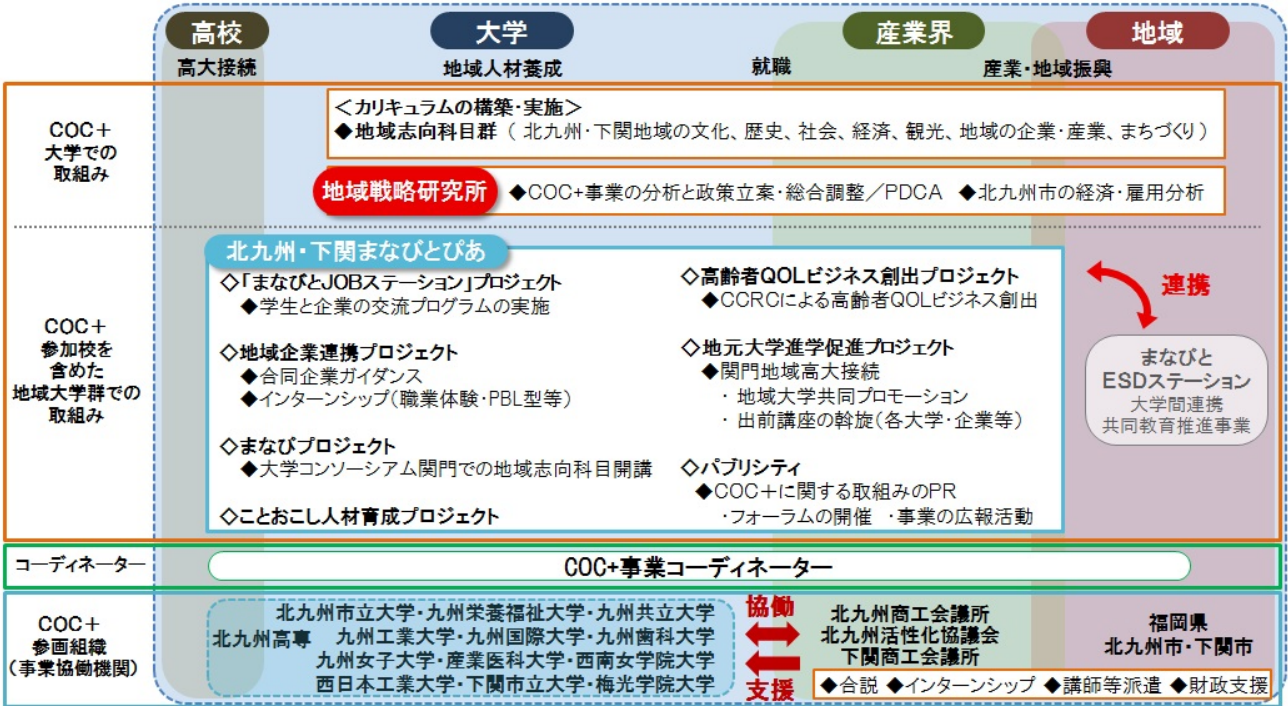 高校
大学
産業界
地域
高大接続
地域人材養成
就職
産業・地域振興
COC+
大学での
取組み
＜カリキュラムの構築・実施＞
◆地域志向科目群（ 北九州・下関地域の文化、歴史、社会、経済、観光、地域の企業・産業、まちづくり）
地域戦略研究所
◆COC+事業の分析と政策立案・総合調整／PDCA ◆北九州市の経済・雇用分析
COC+
参加校を
含めた
地域大学群での
取組み
北九州・下関まなびとぴあ
◇「まなびとJOBステーション」プロジェクト
◆学生と企業の交流プログラムの実施
◇地域企業連携プロジェクト
◆合同企業ガイダンス
◆インターンシップ（職業体験・PBL型等）
◇まなびプロジェクト
◆大学コンソーシアム関門での地域志向科目開講
◇ことおこし人材育成プロジェクト
◇高齢者QOLビジネス創出プロジェクト
◆CCRCによる高齢者QOLビジネス創出
◇地元大学進学促進プロジェクト
◆関門地域高大接続
・ 地域大学共同プロモーション
・ 出前講座の斡旋（各大学・企業等）
◇パブリシティ
◆COC＋に関する取組みのPR
・フォーラムの開催 ・事業の広報活動
連携
まなびと
ESDステーション
大学間連携
共同教育推進事業
コーディネーター
COC+事業コーディネーター
COC＋
参画組織
（事業協働機関）
北九州高専
北九州市立大学・九州栄養福祉大学・九州共立大学
九州工業大学・九州国際大学・九州歯科大学
九州女子大学・産業医科大学・西南女学院大学
西日本工業大学・下関市立大学・梅光学院大学
協働
支援
北九州商工会議所
北九州活性化協議会
下関商工会議所
福岡県
北九州市・下関市
◆合説 ◆インターンシップ ◆講師等派遣 ◆財政支援